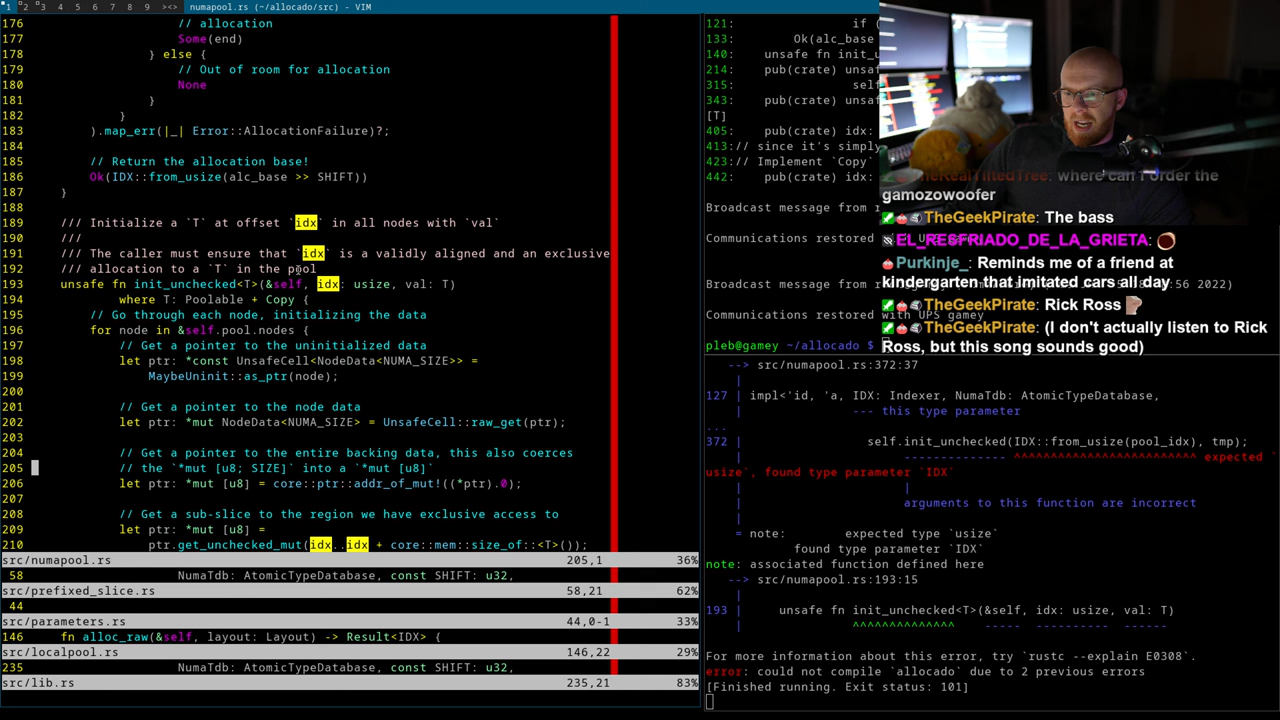 1 2 3 4 5 6 7 8 9 ><> numapool.rs (~/allocado/src) - VIM
176 // allocation
177 Some(end)
178 } else {
179 // Out of room for allocation
180 None
181 }
182 }
183 ).map_err(|_| Error::AllocationFailure)?;
184
185 // Return the allocation base!
186 Ok(IDX::from_usize(alc_base >> SHIFT))
187 }
188
189 /// Initialize a `T` at offset `idx` in all nodes with `val`
190 ///
191 /// The caller must ensure that `idx` is a validly aligned and an exclusive
192 /// allocation to a `T` in the pool
193 unsafe fn init_unchecked<T>(&self, idx: usize, val: T)
194 where T: Poolable + Copy {
195 // Go through each node, initializing the data
196 for node in &self.pool.nodes {
197 // Get a pointer to the uninitialized data
198 let ptr: *const UnsafeCell<NodeData<NUMA_SIZE>> =
199 MaybeUninit::as_ptr(node);
200
201 // Get a pointer to the node data
202 let ptr: *mut NodeData<NUMA_SIZE> = UnsafeCell::raw_get(ptr);
203
204 // Get a pointer to the entire backing data, this also coerces
205 // the `*mut [u8; SIZE]` into a `*mut [u8]`
206 let ptr: *mut [u8] = core::ptr::addr_of_mut!((*ptr).0);
207
208 // Get a sub-slice to the region we have exclusive access to
209 let ptr: *mut [u8] =
210 ptr.get_unchecked_mut(idx..idx + core::mem::size_of::<T>());
src/numapool.rs 205,1 36%
58 NumaTdb: AtomicTypeDatabase, const SHIFT: u32,
src/prefixed_slice.rs 58,21 62%
44
src/parameters.rs 44,0-1 33%
146 fn alloc_raw(&self, layout: Layout) -> Result<IDX> {
src/localpool.rs 146,22 29%
235 NumaTdb: AtomicTypeDatabase, const SHIFT: u32,
src/lib.rs 235,21 83%
121: if (
133: Ok(alc_base
140: unsafe fn init_u
214: pub(crate) unsa
315: sel
343: pub(crate) unsa
[T]
405: pub(crate) idx:
413:// since it's simply
423:// Implement `Copy`
442: pub(crate) idx:
Broadcast message from r
Communications restored
Broadcast message from r
:56 2022)
Communications restored with UPS gamey
pleb@gamey ~/allocado $
where can I order the
gamozowoofer
TheGeekPirate: The bass
EL_RESFRIADO_DE_LA_GRIETA:
Purkinje_: Reminds me of a friend at
kindergarten that imitated cars all day
TheGeekPirate: Rick Ross
TheGeekPirate: (I don't actually listen to Rick
Ross, but this song sounds good)
--> src/numapool.rs:372:37
|
127 | impl<'id, 'a, IDX: Indexer, NumaTdb: AtomicTypeDatabase,
| --- this type parameter
...
372 | self.init_unchecked(IDX::from_usize(pool_idx), tmp);
| -------------- ^^^^^^^^^^^^^^^^^^^^^^^^^ expected `
usize`, found type parameter `IDX`
| |
| arguments to this function are incorrect
|
= note: expected type `usize`
found type parameter `IDX`
note: associated function defined here
--> src/numapool.rs:193:15
|
193 | unsafe fn init_unchecked<T>(&self, idx: usize, val: T)
| ^^^^^^^^^^^^^^ ----- ---------- ------
For more information about this error, try `rustc --explain E0308`.
error: could not compile `allocado` due to 2 previous errors
[Finished running. Exit status: 101]